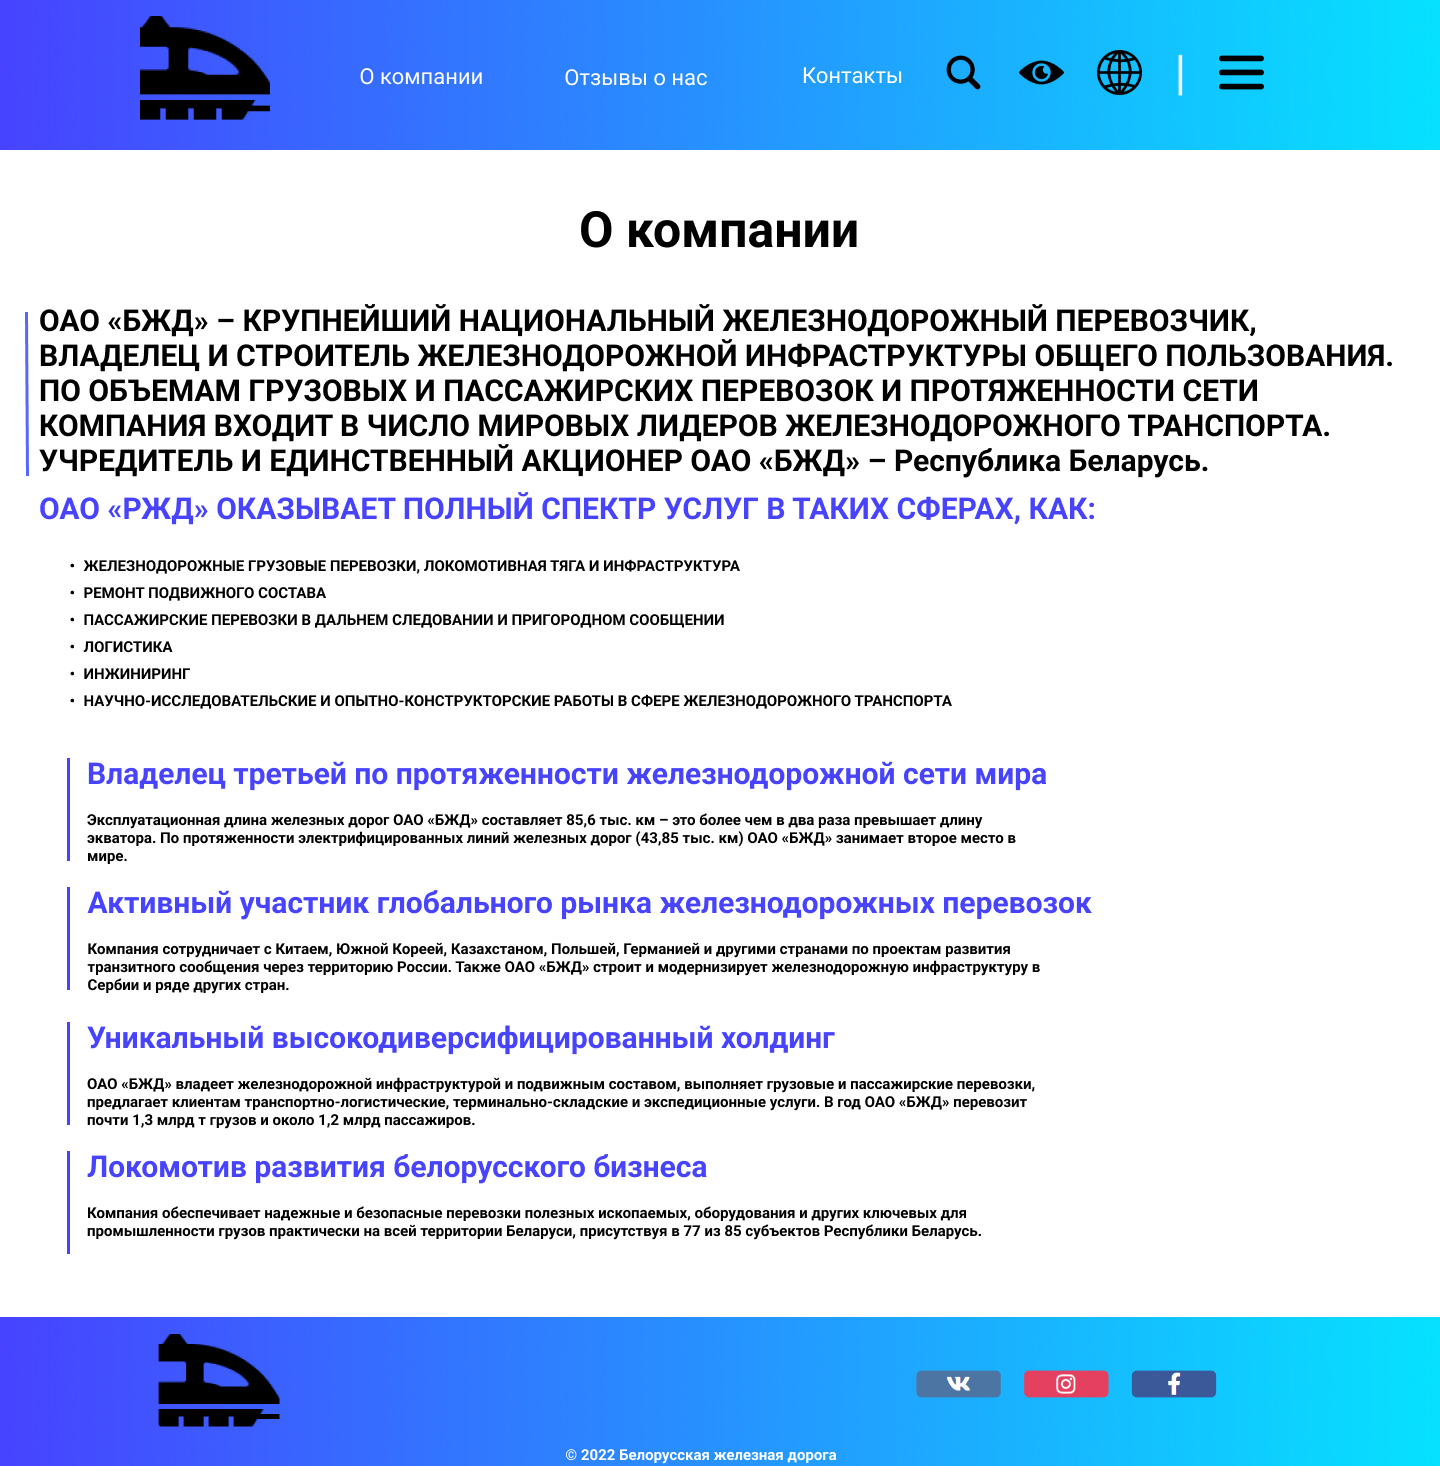 О компании
Отзывы о нас
Контакты
О компании
ОАО «БЖД» – КРУПНЕЙШИЙ НАЦИОНАЛЬНЫЙ ЖЕЛЕЗНОДОРОЖНЫЙ ПЕРЕВОЗЧИК,
ВЛАДЕЛЕЦ И СТРОИТЕЛЬ ЖЕЛЕЗНОДОРОЖНОЙ ИНФРАСТРУКТУРЫ ОБЩЕГО ПОЛЬЗОВАНИЯ.
ПО ОБЪЕМАМ ГРУЗОВЫХ И ПАССАЖИРСКИХ ПЕРЕВОЗОК И ПРОТЯЖЕННОСТИ СЕТИ
КОМПАНИЯ ВХОДИТ В ЧИСЛО МИРОВЫХ ЛИДЕРОВ ЖЕЛЕЗНОДОРОЖНОГО ТРАНСПОРТА.
УЧРЕДИТЕЛЬ И ЕДИНСТВЕННЫЙ АКЦИОНЕР ОАО «БЖД» – Республика Беларусь.
ОАО «РЖД» ОКАЗЫВАЕТ ПОЛНЫЙ СПЕКТР УСЛУГ В ТАКИХ СФЕРАХ, КАК:
• ЖЕЛЕЗНОДОРОЖНЫЕ ГРУЗОВЫЕ ПЕРЕВОЗКИ, ЛОКОМОТИВНАЯ ТЯГА И ИНФРАСТРУКТУРА
• РЕМОНТ ПОДВИЖНОГО СОСТАВА
• ПАССАЖИРСКИЕ ПЕРЕВОЗКИ В ДАЛЬНЕМ СЛЕДОВАНИИ И ПРИГОРОДНОМ СООБЩЕНИИ
• ЛОГИСТИКА
• ИНЖИНИРИНГ
• НАУЧНО-ИССЛЕДОВАТЕЛЬСКИЕ И ОПЫТНО-КОНСТРУКТОРСКИЕ РАБОТЫ В СФЕРЕ ЖЕЛЕЗНОДОРОЖНОГО ТРАНСПОРТА
Владелец третьей по протяженности железнодорожной сети мира
Эксплуатационная длина железных дорог ОАО «БЖД» составляет 85,6 тыс. км – это более чем в два раза превышает длину
экватора. По протяженности электрифицированных линий железных дорог (43,85 тыс. км) ОАО «БЖД» занимает второе место в
мире.
Активный участник глобального рынка железнодорожных перевозок
Компания сотрудничает с Китаем, Южной Кореей, Казахстаном, Польшей, Германией и другими странами по проектам развития
транзитного сообщения через территорию России. Также ОАО «БЖД» строит и модернизирует железнодорожную инфраструктуру в
Сербии и ряде других стран.
Уникальный высокодиверсифицированный холдинг
ОАО «БЖД» владеет железнодорожной инфраструктурой и подвижным составом, выполняет грузовые и пассажирские перевозки,
предлагает клиентам транспортно-логистические, терминально-складские и экспедиционные услуги. В год ОАО «БЖД» перевозит
почти 1,3 млрд т грузов и около 1,2 млрд пассажиров.
Локомотив развития белорусского бизнеса
Компания обеспечивает надежные и безопасные перевозки полезных ископаемых, оборудования и других ключевых для
промышленности грузов практически на всей территории Беларуси, присутствуя в 77 из 85 субъектов Республики Беларусь.
© 2022 Белорусская железная дорога